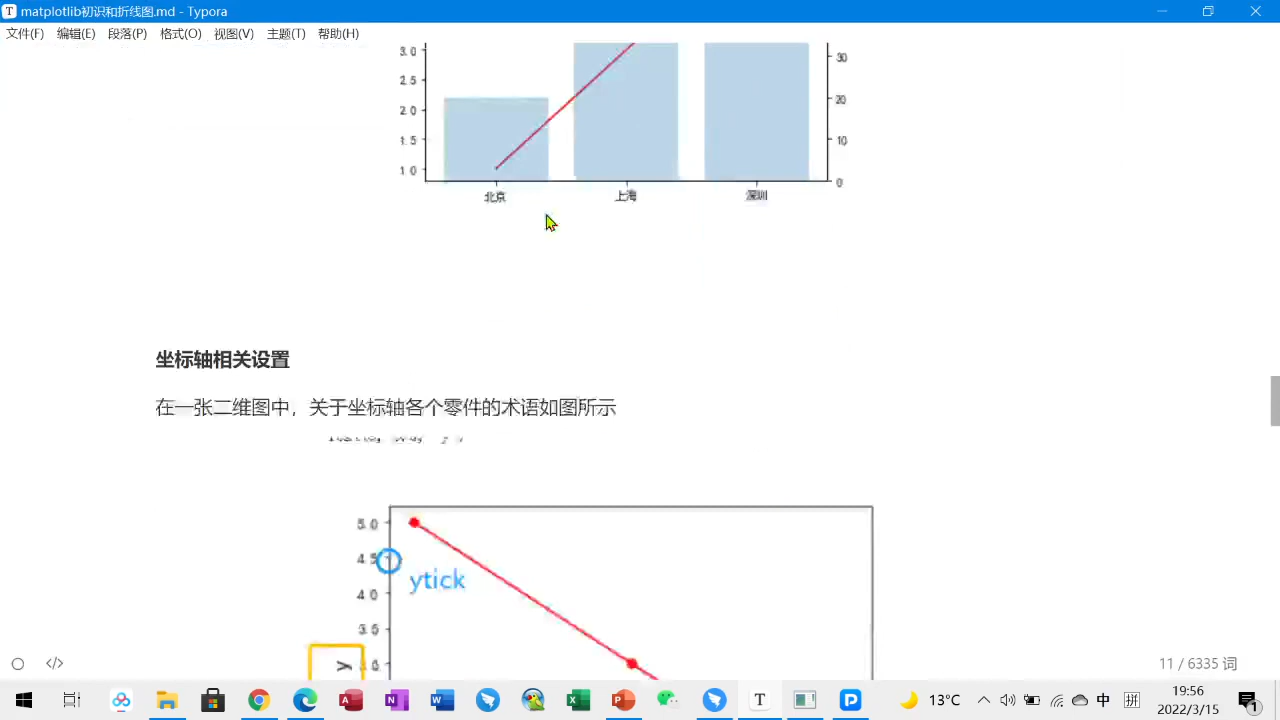 matplotlib初识和折线图.md - Typora
文件(F) 编辑(E) 段落(P) 格式(O) 视图(V) 主题(T) 帮助(H)
3.0
2.5
2.0
1.5
1.0
30
20
10
0
北京 上海 深圳
坐标轴相关设置
在一张二维图中，关于坐标轴各个零件的术语如图所示
5.0
4.5
ytick
4.0
3.5
y
11 / 6335 词
13°C
中
拼
19:56
2022/3/15
1